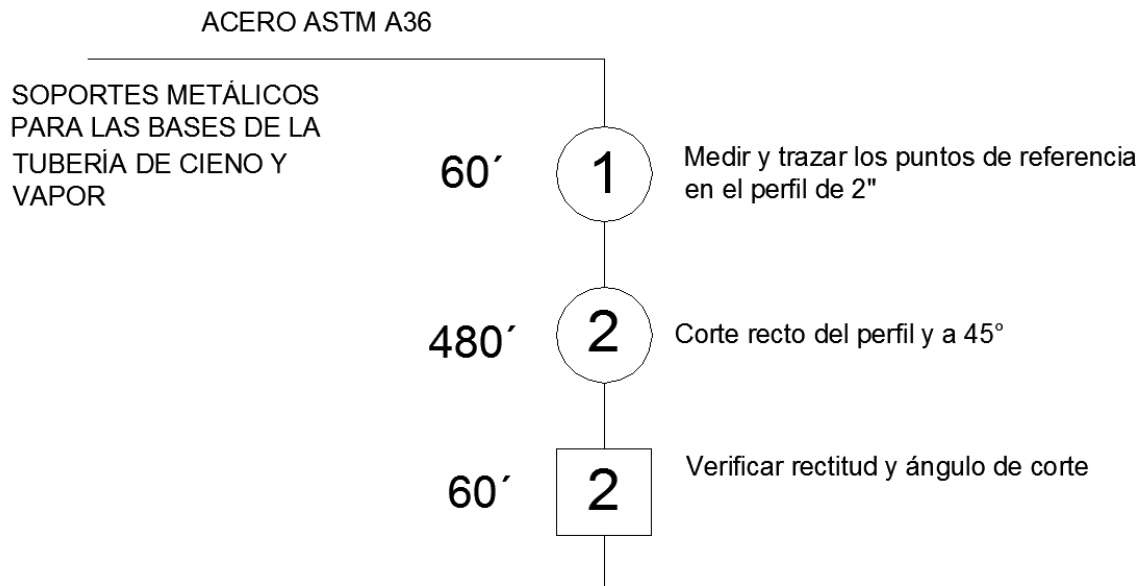 ACERO ASTM A36
SOPORTES METÁLICOS
PARA LAS BASES DE LA
TUBERÍA DE CIENO Y
VAPOR
60´
1
Medir y trazar los puntos de referencia
en el perfil de 2"
480´
2
Corte recto del perfil y a 45°
60´
2
Verificar rectitud y ángulo de corte